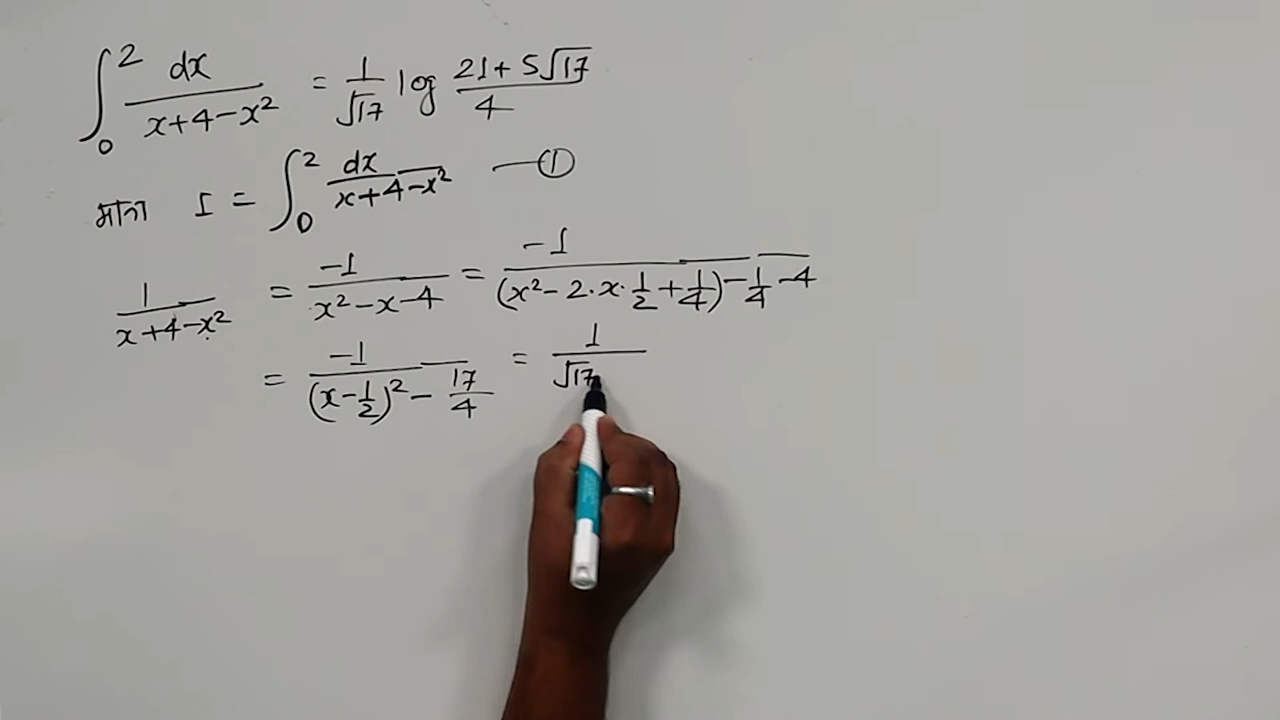 ∫₀² dx/(x+4-x²) = 1/√17 log (21+5√17)/4
माना I = ∫₀² dx/(x+4-x²) —①
1/(x+4-x²) = -1/(x²-x-4) = -1/((x²-2·x·1/2+1/4)-1/4-4)
= -1/((x-1/2)²-17/4) = 1/√17